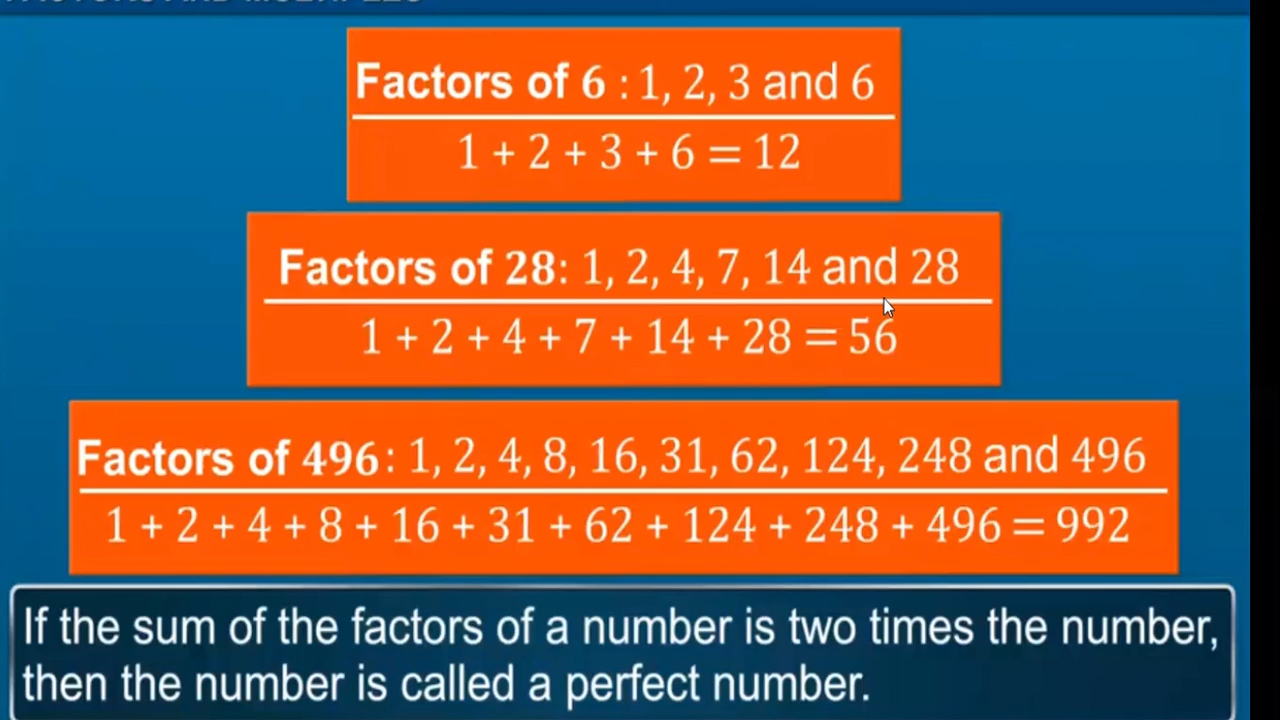 Factors of 6 : 1, 2, 3 and 6
1 + 2 + 3 + 6 = 12
Factors of 28: 1, 2, 4, 7, 14 and 28
1 + 2 + 4 + 7 + 14 + 28 = 56
Factors of 496: 1, 2, 4, 8, 16, 31, 62, 124, 248 and 496
1 + 2 + 4 + 8 + 16 + 31 + 62 + 124 + 248 + 496 = 992
If the sum of the factors of a number is two times the number,
then the number is called a perfect number.